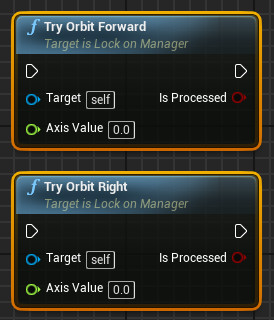 f Try Orbit Forward
Target is Lock on Manager
Target self Is Processed
Axis Value 0.0
f Try Orbit Right
Target is Lock on Manager
Target self Is Processed
Axis Value 0.0